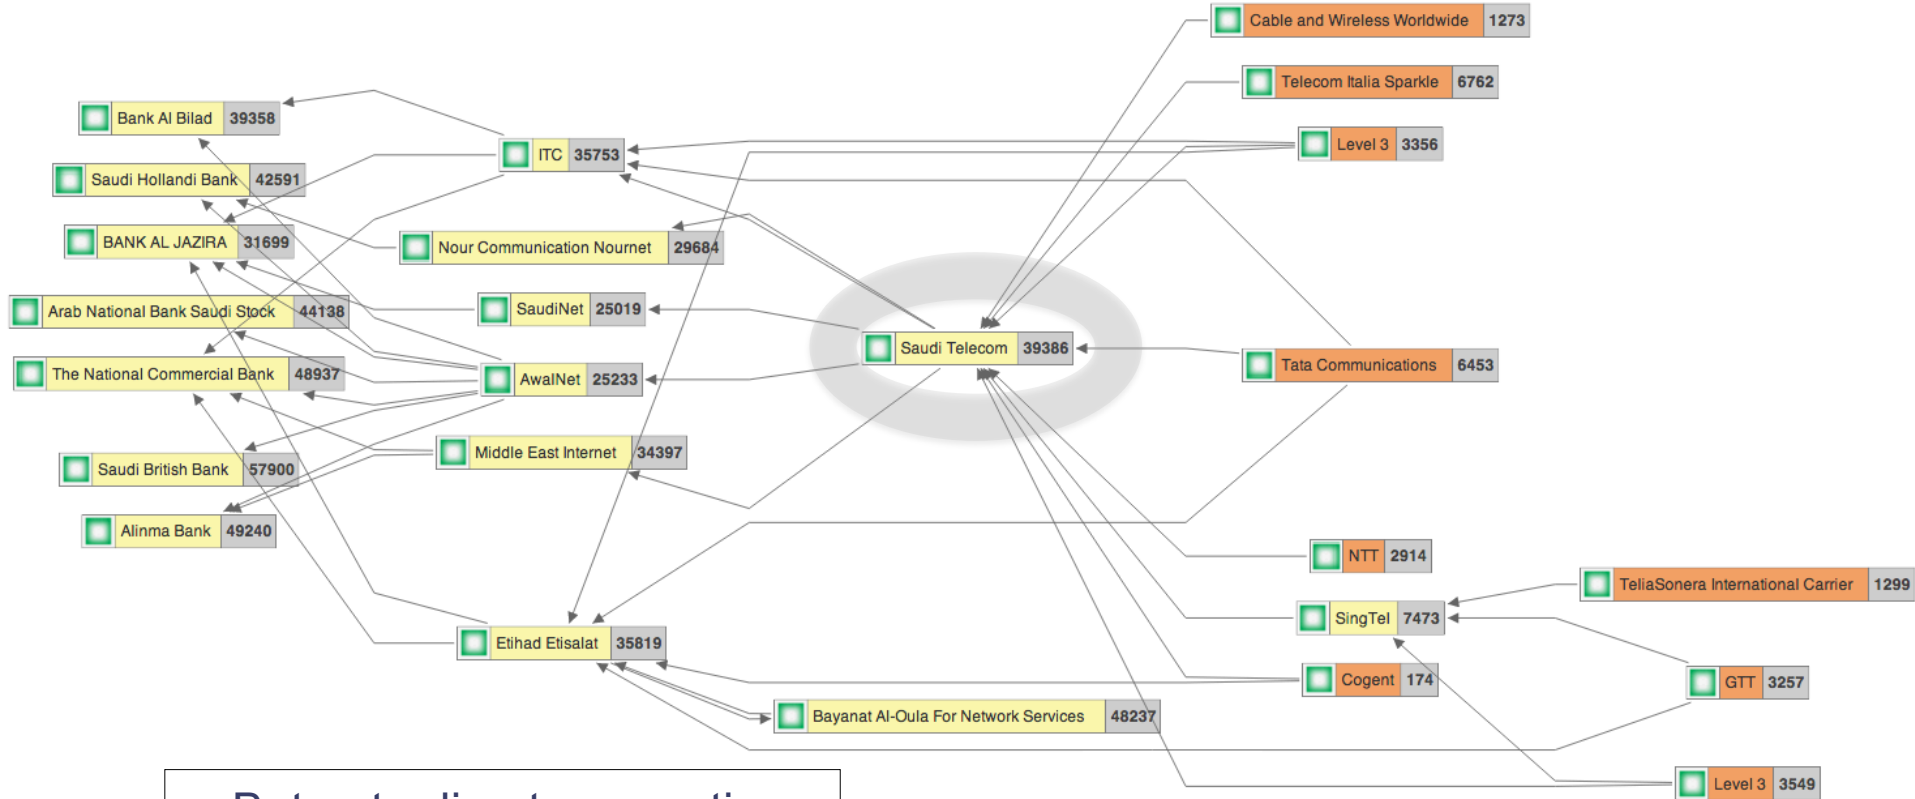 Cable and Wireless Worldwide 1273
Telecom Italia Sparkle 6762
Bank Al Bilad 39358
Level 3 3356
ITC 35753
Saudi Hollandi Bank 42591
BANK AL JAZIRA 31699
Nour Communication Nournet 29684
Arab National Bank Saudi Stock 44138
SaudiNet 25019
Saudi Telecom 39386
Tata Communications 6453
The National Commercial Bank 48937
AwalNet 25233
Middle East Internet 34397
Saudi British Bank 57900
Alinma Bank 49240
NTT 2914
TeliaSonera International Carrier 1299
SingTel 7473
Etihad Etisalat 35819
Cogent 174
GTT 3257
Bayanat Al-Oula For Network Services 48237
Level 3 3549